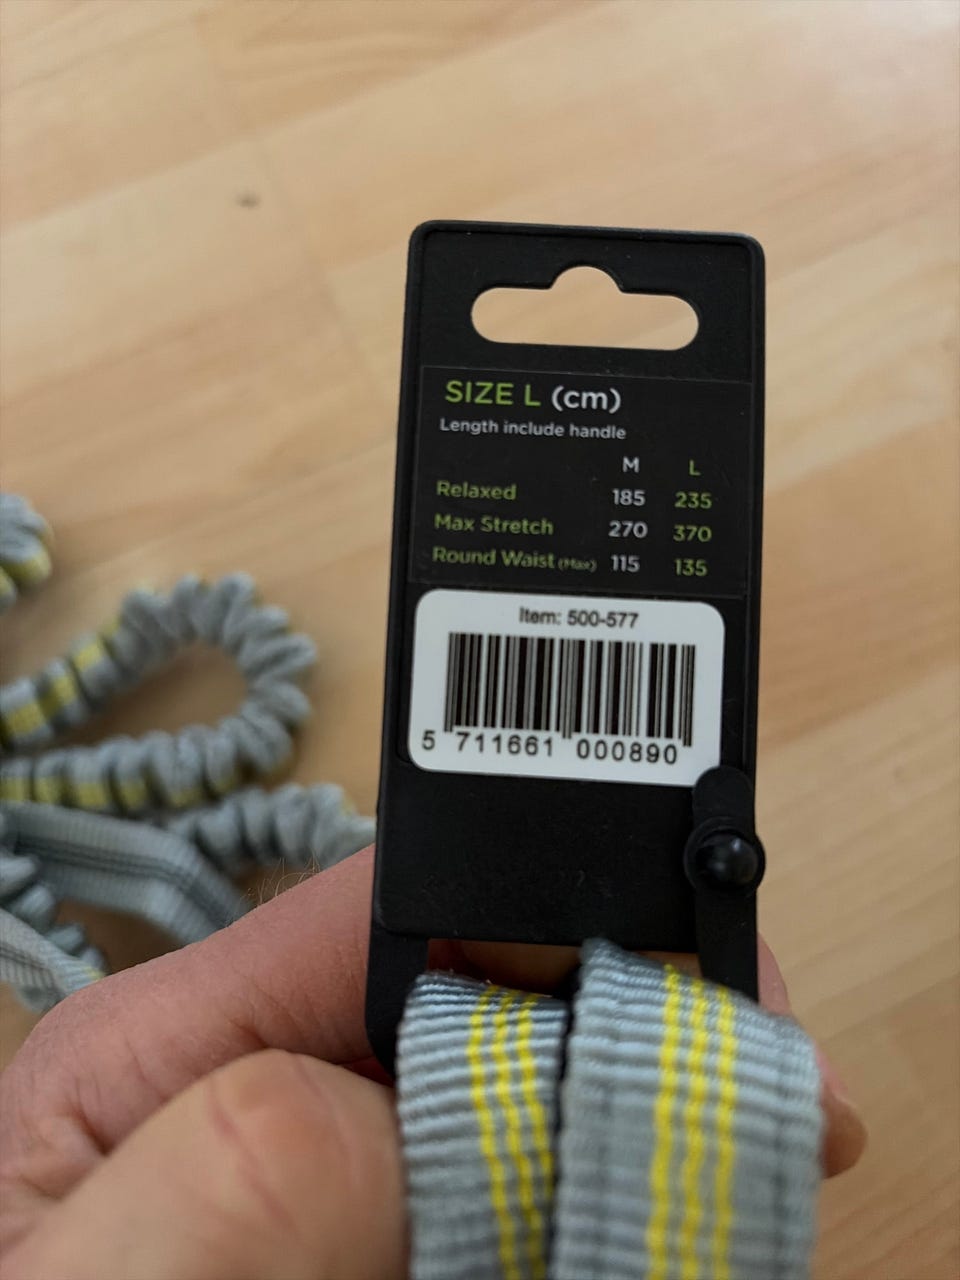 SIZE L (cm)
Length include handle
M L
Relaxed 185 235
Max Stretch 270 370
Round Waist (Max) 115 135
Item: 500-577
5 711661 000890